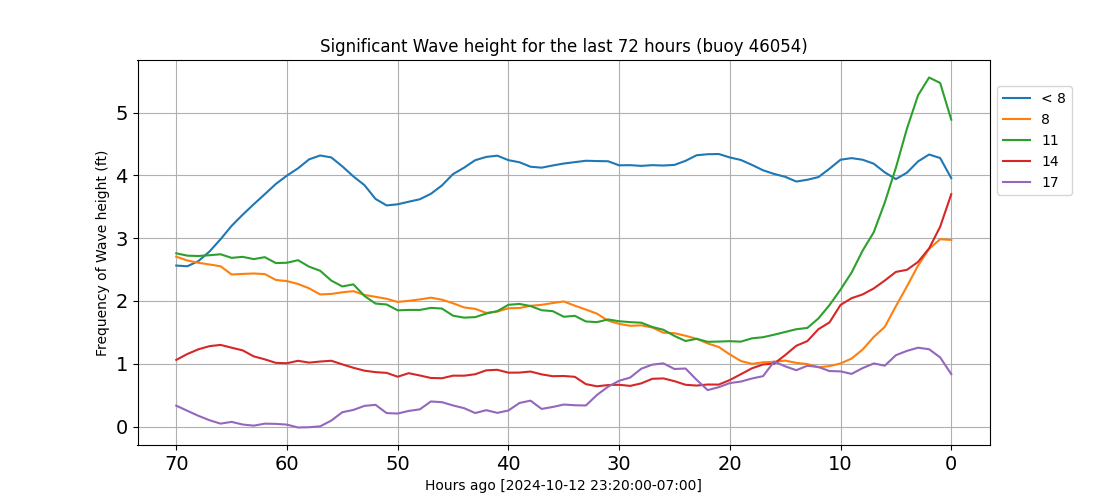 Significant Wave height for the last 72 hours (buoy 46054)
Frequency of Wave height (ft)
5
4
3
2
1
0
70 60 50 40 30 20 10 0
Hours ago [2024-10-12 23:20:00-07:00]
< 8
8
11
14
17